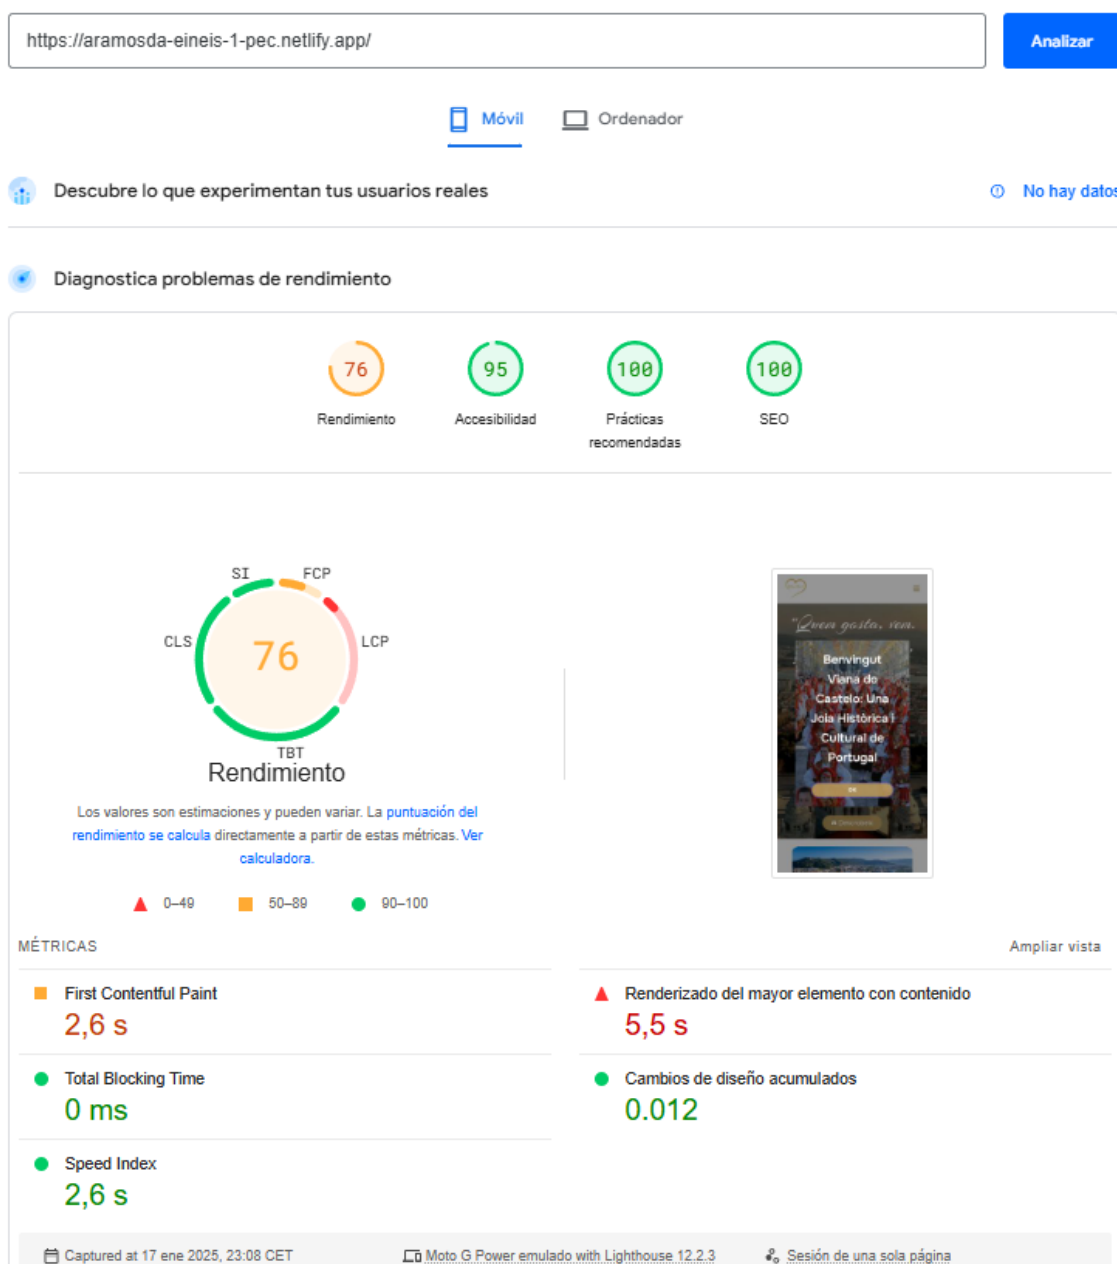 https://aramosda-eineis-1-pec.netlify.app/
Analizar
Móvil
Ordenador
Descubre lo que experimentan tus usuarios reales
No hay datos
Diagnostica problemas de rendimiento
76
95
100
100
Rendimiento
Accesibilidad
Prácticas
recomendadas
SEO
SI
FCP
CLS
LCP
76
TBT
Rendimiento
Los valores son estimaciones y pueden variar. La puntuación del
rendimiento se calcula directamente a partir de estas métricas. Ver
calculadora.
0–49
50–89
90–100
"Quem gosta, vem.
Benvingut
Viana do
Castelo: Una
Joia Històrica i
Cultural de
Portugal
OK
MÉTRICAS
Ampliar vista
First Contentful Paint
2,6 s
Renderizado del mayor elemento con contenido
5,5 s
Total Blocking Time
0 ms
Cambios de diseño acumulados
0.012
Speed Index
2,6 s
Captured at 17 ene 2025, 23:08 CET
Moto G Power emulado with Lighthouse 12.2.3
Sesión de una sola página